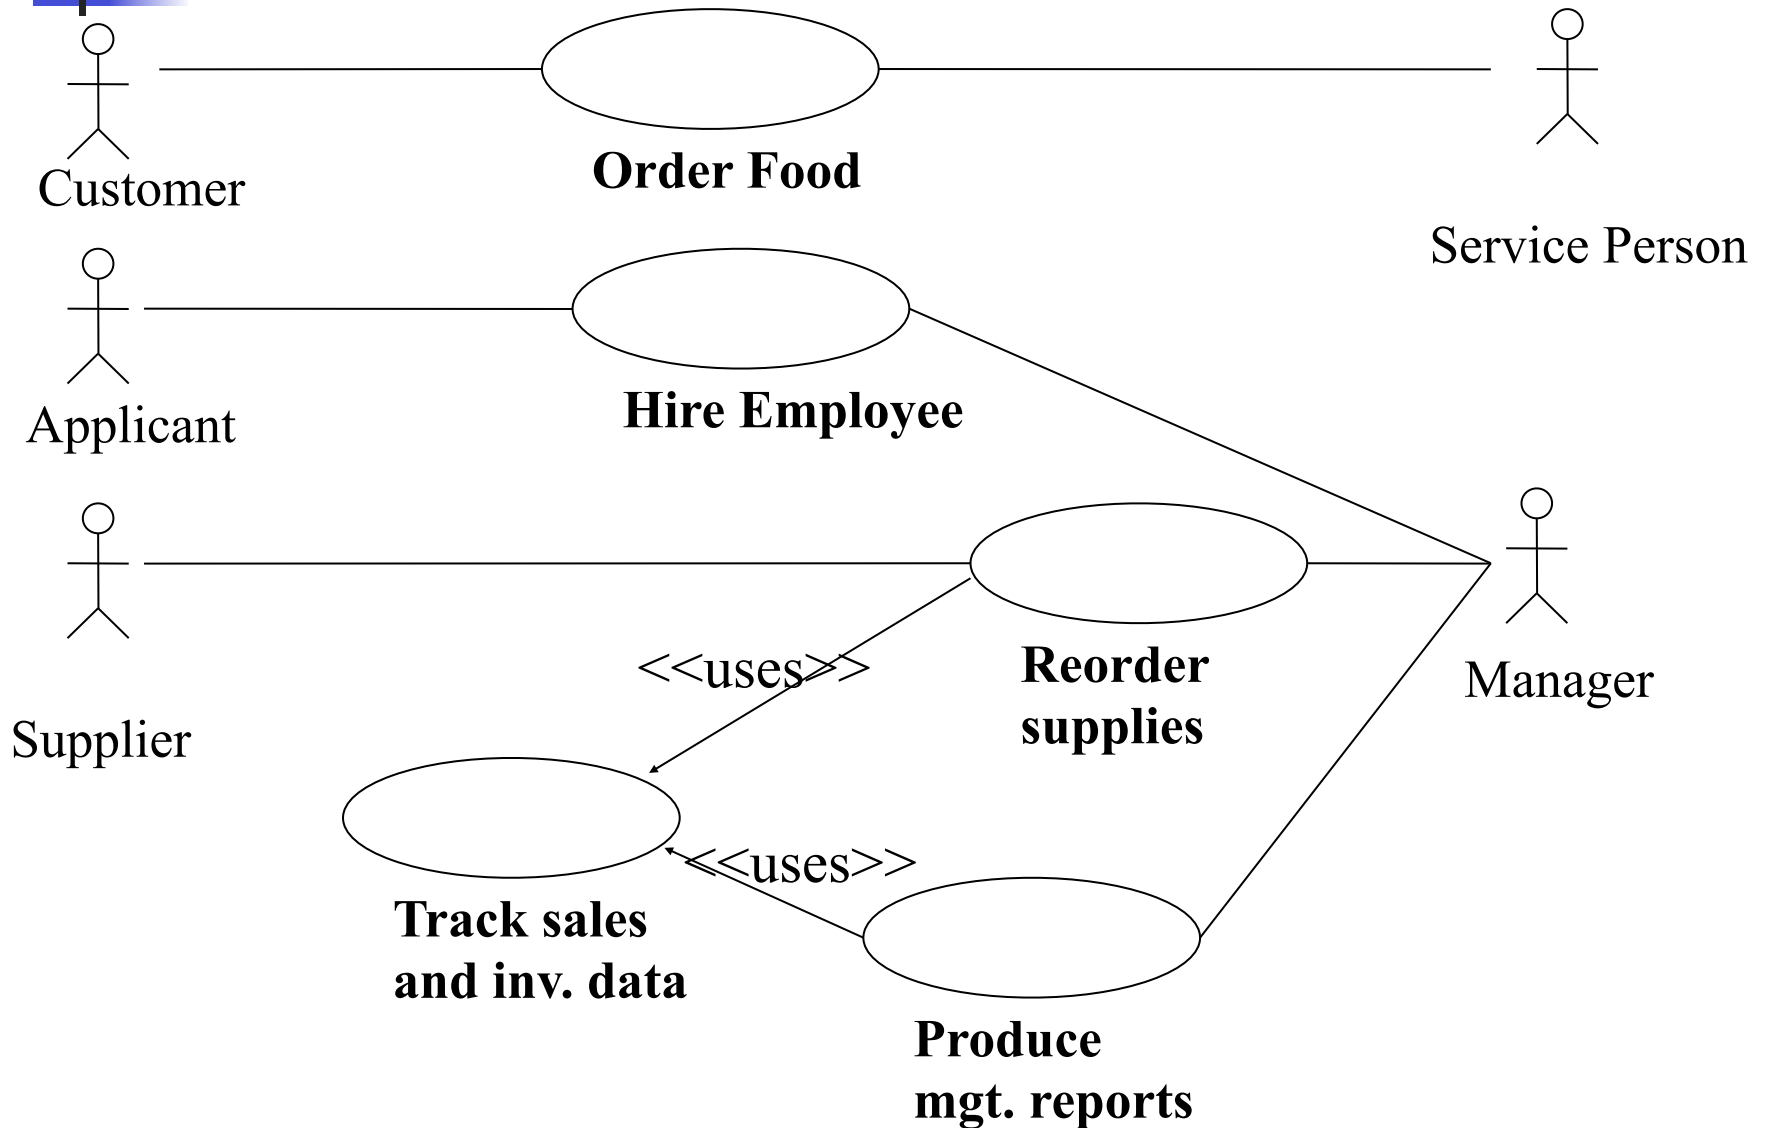 Order Food
Customer
Service Person
Hire Employee
Applicant
<<uses>>
Reorder
supplies
Manager
Supplier
<<uses>>
Track sales
and inv. data
Produce
mgt. reports